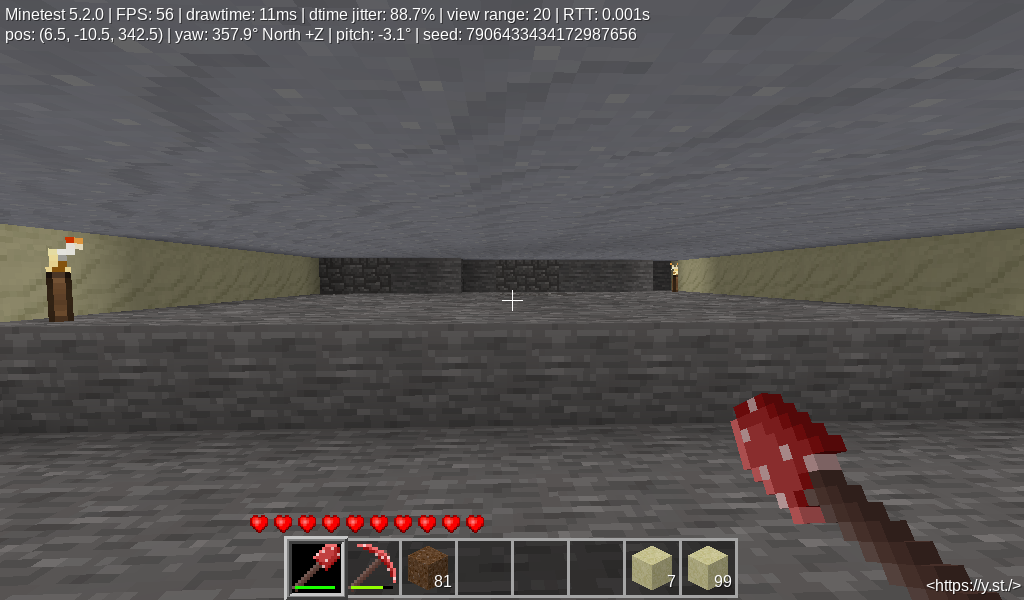 Minetest 5.2.0 | FPS: 56 | drawtime: 11ms | dtime jitter: 88.7% | view range: 20 | RTT: 0.001s
pos: (6.5, -10.5, 342.5) | yaw: 357.9° North +Z | pitch: -3.1° | seed: 7906433434172987656
81
7
99
<https://y.st./>